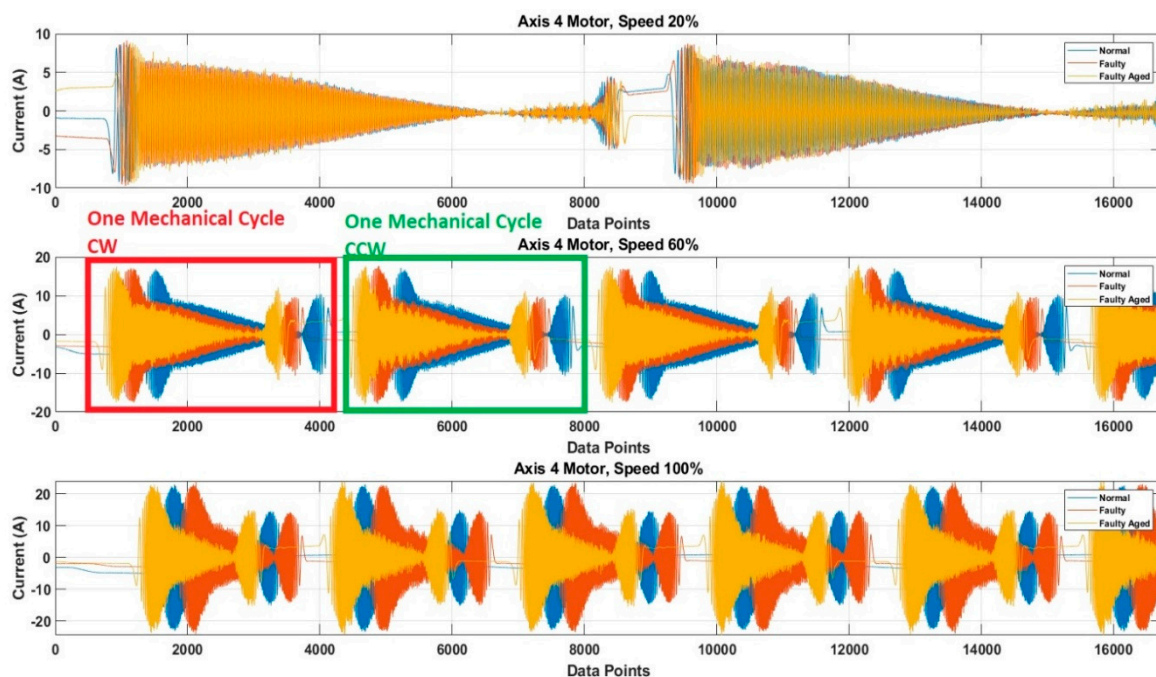 Axis 4 Motor, Speed 20%
10
5
0
-5
-10
Current (A)
Normal
Faulty
Faulty Aged
0 2000 4000 6000 8000 10000 12000 14000 16000
Data Points
One Mechanical Cycle
CW
One Mechanical Cycle
CCW
Axis 4 Motor, Speed 60%
20
10
0
-10
-20
Current (A)
Normal
Faulty
Faulty Aged
0 2000 4000 6000 8000 10000 12000 14000 16000
Data Points
Axis 4 Motor, Speed 100%
20
10
0
-10
-20
Current (A)
Normal
Faulty
Faulty Aged
0 2000 4000 6000 8000 10000 12000 14000 16000
Data Points